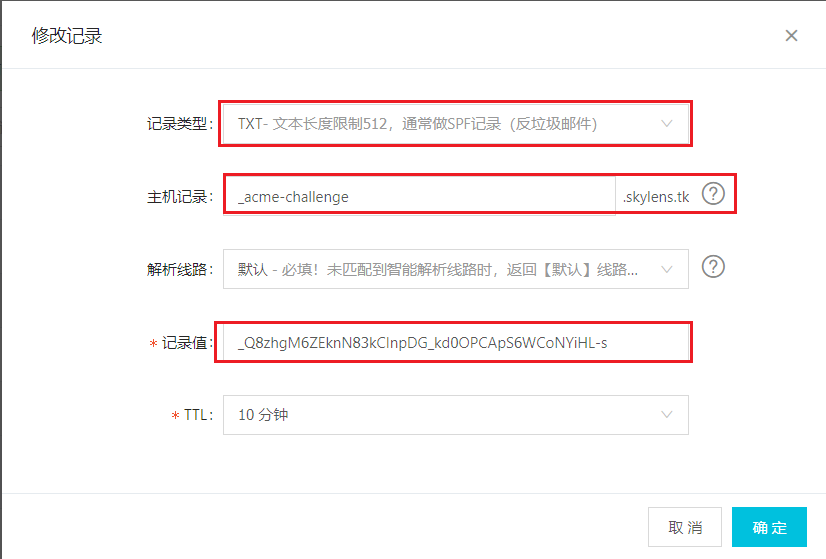 修改记录
记录类型： TXT- 文本长度限制512，通常做SPF记录（反垃圾邮件）
主机记录： _acme-challenge .skylens.tk ?
解析线路： 默认 - 必填！未匹配到智能解析线路时，返回【默认】线路... ?
* 记录值： _Q8zhgM6ZEknN83kClnpDG_kd0OPCApS6WCoNYiHL-s
* TTL： 10 分钟
取 消 确 定